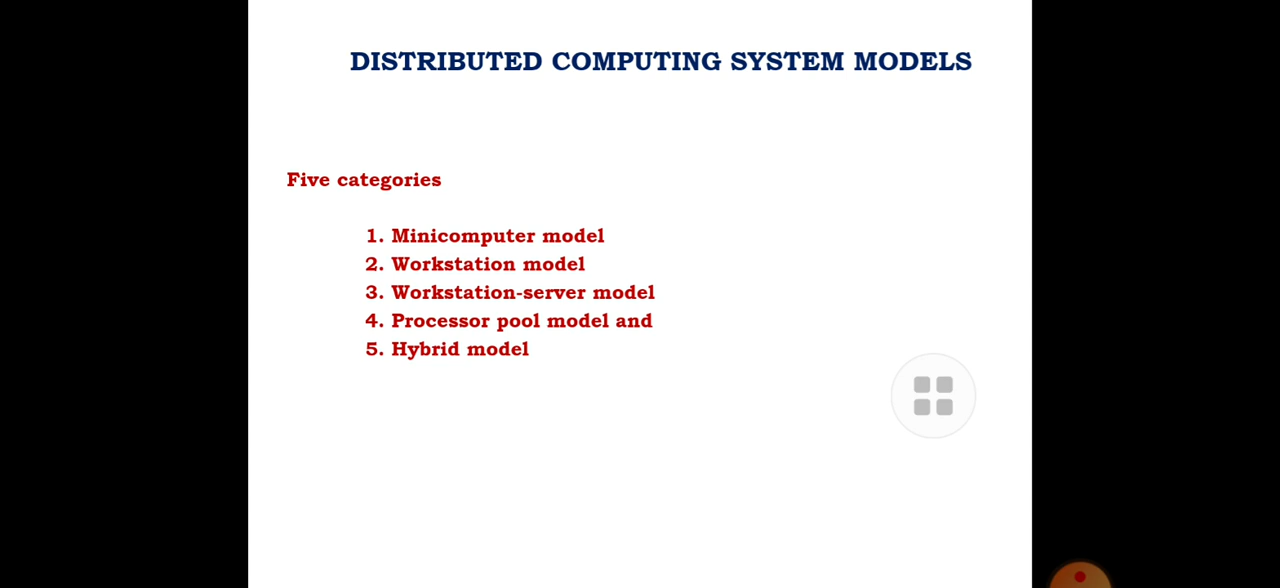 DISTRIBUTED COMPUTING SYSTEM MODELS
Five categories
1. Minicomputer model
2. Workstation model
3. Workstation-server model
4. Processor pool model and
5. Hybrid model